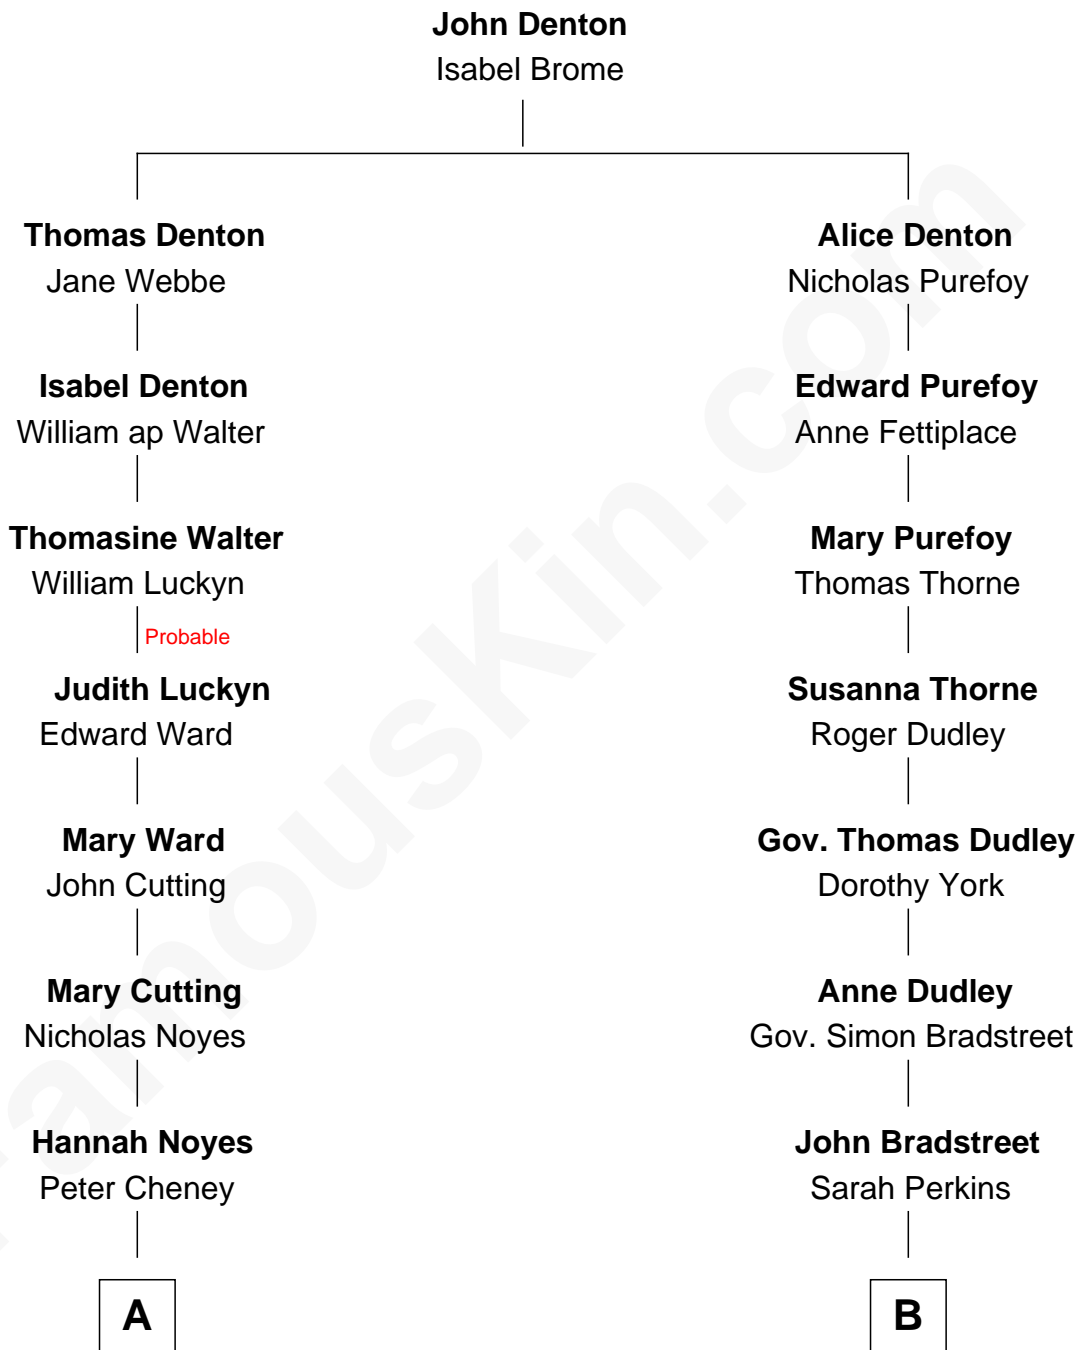 John Denton
Isabel Brome
Thomas Denton
Jane Webbe
Isabel Denton
William ap Walter
Thomasine Walter
William Luckyn
Probable
Judith Luckyn
Edward Ward
Mary Ward
John Cutting
Mary Cutting
Nicholas Noyes
Hannah Noyes
Peter Cheney
A
Alice Denton
Nicholas Purefoy
Edward Purefoy
Anne Fettiplace
Mary Purefoy
Thomas Thorne
Susanna Thorne
Roger Dudley
Gov. Thomas Dudley
Dorothy York
Anne Dudley
Gov. Simon Bradstreet
John Bradstreet
Sarah Perkins
B
FamousKin.com